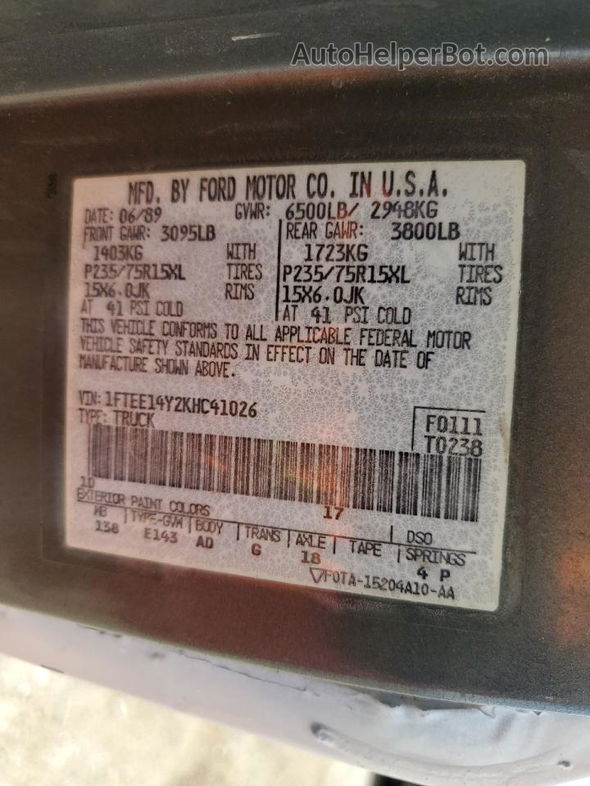 AutoHelperBot.com
MFD. BY FORD MOTOR CO. IN U.S.A.
DATE: 06/89 GVWR: 6500LB/ 2948KG
FRONT GAWR: 3095LB REAR GAWR: 3800LB
1403KG WITH 1723KG WITH
P235/75R15XL TIRES P235/75R15XL TIRES
15X6.0JK RIMS 15X6.0JK RIMS
AT 41 PSI COLD AT 41 PSI COLD
THIS VEHICLE CONFORMS TO ALL APPLICABLE FEDERAL MOTOR
VEHICLE SAFETY STANDARDS IN EFFECT ON THE DATE OF
MANUFACTURE SHOWN ABOVE.
VIN: 1FTEE14Y2KHC41026 F0111
TYPE: TRUCK T0238
1D 17
EXTERIOR PAINT COLORS DSO
WB TYPE-GVW BODY TRANS AXLE TAPE SPRINGS
138 E143 AD G 18 4 P
F0TA-15204A10-AA